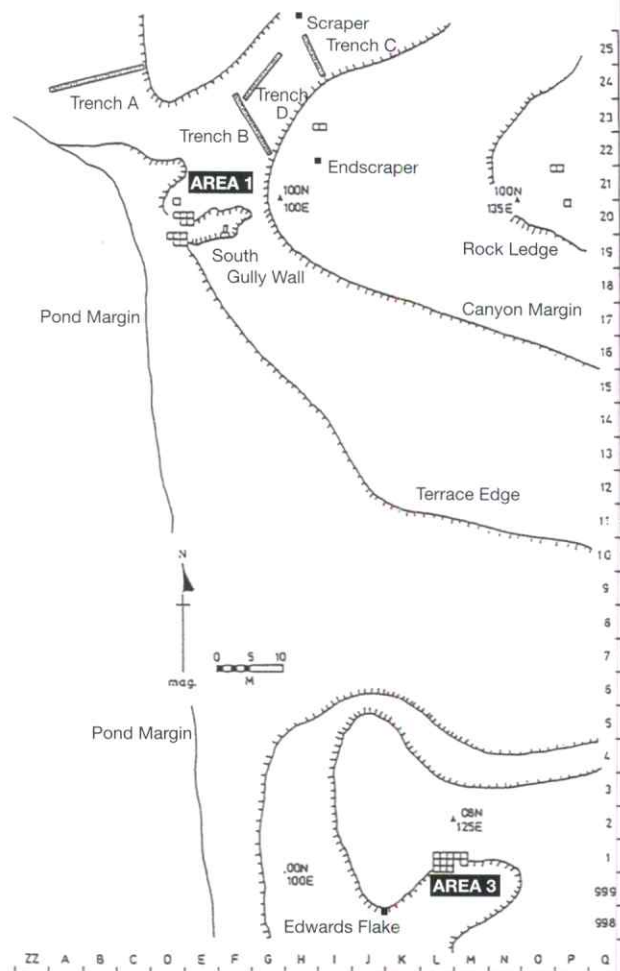 Scraper
Trench C
25
24
Trench A
Trench
D
23
Trench B
22
Endscraper
AREA 1
21
100N
100E
100N
135E
20
Rock Ledge
19
South
Gully Wall
18
Canyon Margin
Pond Margin
17
16
15
14
13
Terrace Edge
12
11
10
N
9
8
0 5 10
M
mag.
7
6
Pond Margin
5
4
3
08N
125E
2
1
00N
100E
AREA 3
999
Edwards Flake
998
ZZ A B C D E F G H I J K L M N O P Q